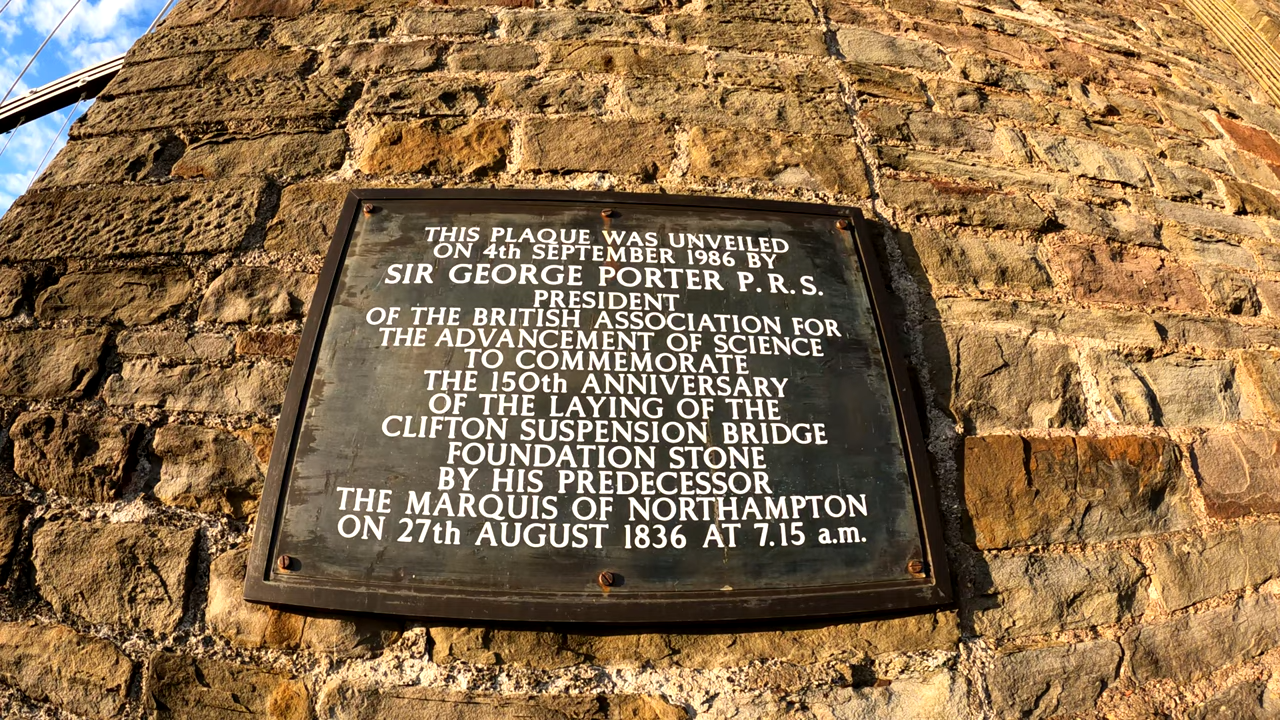 THIS PLAQUE WAS UNVEILED
ON 4th SEPTEMBER 1986 BY
SIR GEORGE PORTER P.R.S.
PRESIDENT
OF THE BRITISH ASSOCIATION FOR
THE ADVANCEMENT OF SCIENCE
TO COMMEMORATE
THE 150th ANNIVERSARY
OF THE LAYING OF THE
CLIFTON SUSPENSION BRIDGE
FOUNDATION STONE
BY HIS PREDECESSOR
THE MARQUIS OF NORTHAMPTON
ON 27th AUGUST 1836 AT 7.15 a.m.